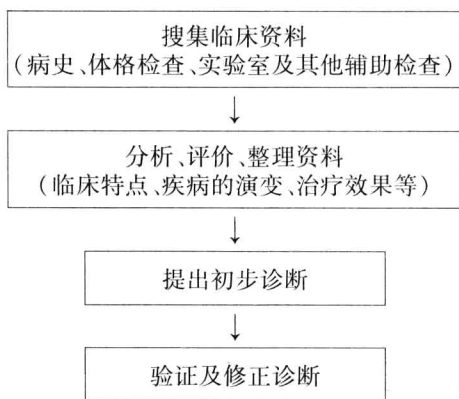 搜集临床资料
(病史、体格检查、实验室及其他辅助检查)
分析、评价、整理资料
(临床特点、疾病的演变、治疗效果等)
提出初步诊断
验证及修正诊断